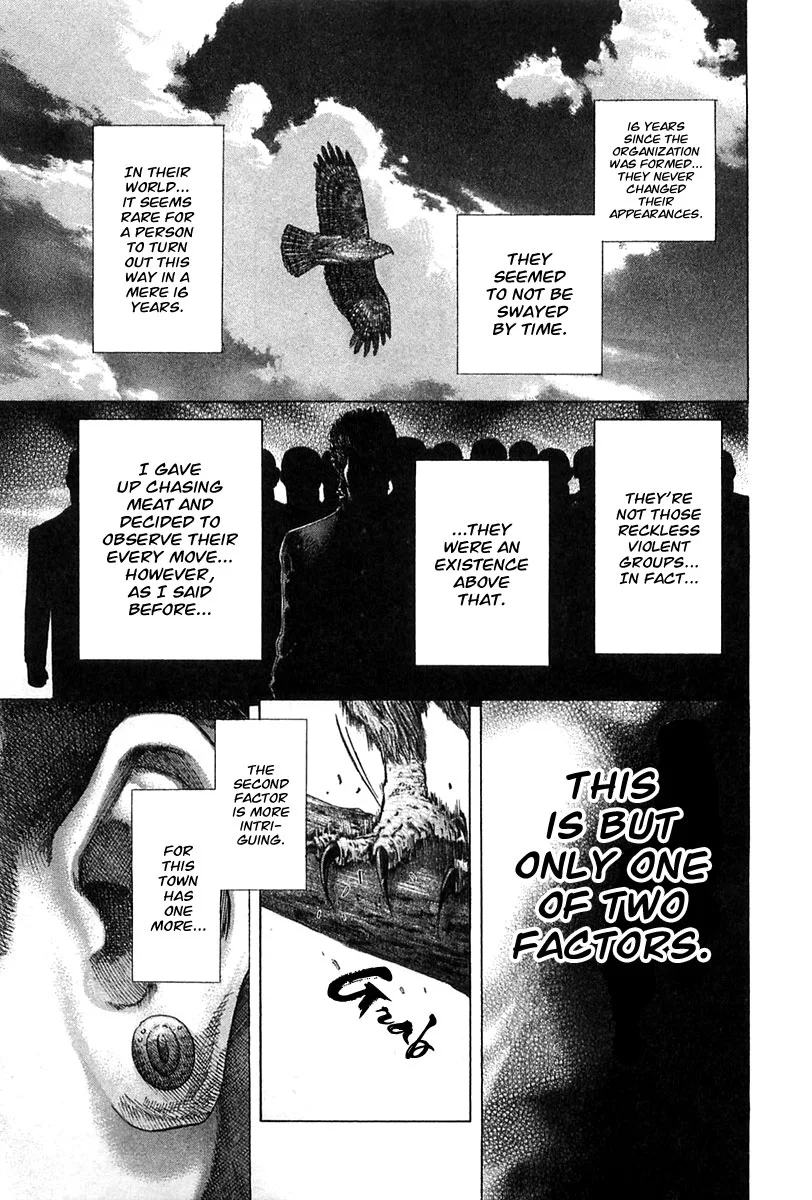 16 YEARS
SINCE THE
ORGANIZATION
WAS FORMED...
THEY NEVER
CHANGED
THEIR
APPEARANCES.
THEY
SEEMED
TO NOT BE
SWAYED
BY TIME.
IN THEIR
WORLD...
IT SEEMS
RARE FOR
A PERSON
TO TURN
OUT THIS
WAY IN A
MERE 16
YEARS.
THEY'RE
NOT THOSE
RECKLESS
VIOLENT
GROUPS...
IN FACT...
...THEY
WERE AN
EXISTENCE
ABOVE
THAT.
I GAVE
UP CHASING
MEAT AND
DECIDED TO
OBSERVE THEIR
EVERY MOVE...
HOWEVER,
AS I SAID
BEFORE...
THIS
IS BUT
ONLY ONE
OF TWO
FACTORS.
THE
SECOND
FACTOR
IS MORE
INTRI-
GUING.
Grab
FOR
THIS
TOWN
HAS
ONE
MORE...